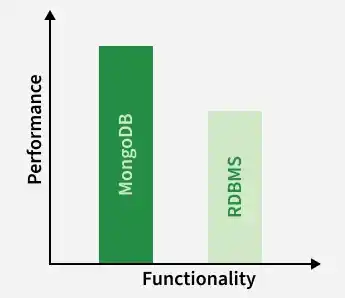 Performance
MongoDB
RDBMS
Functionality